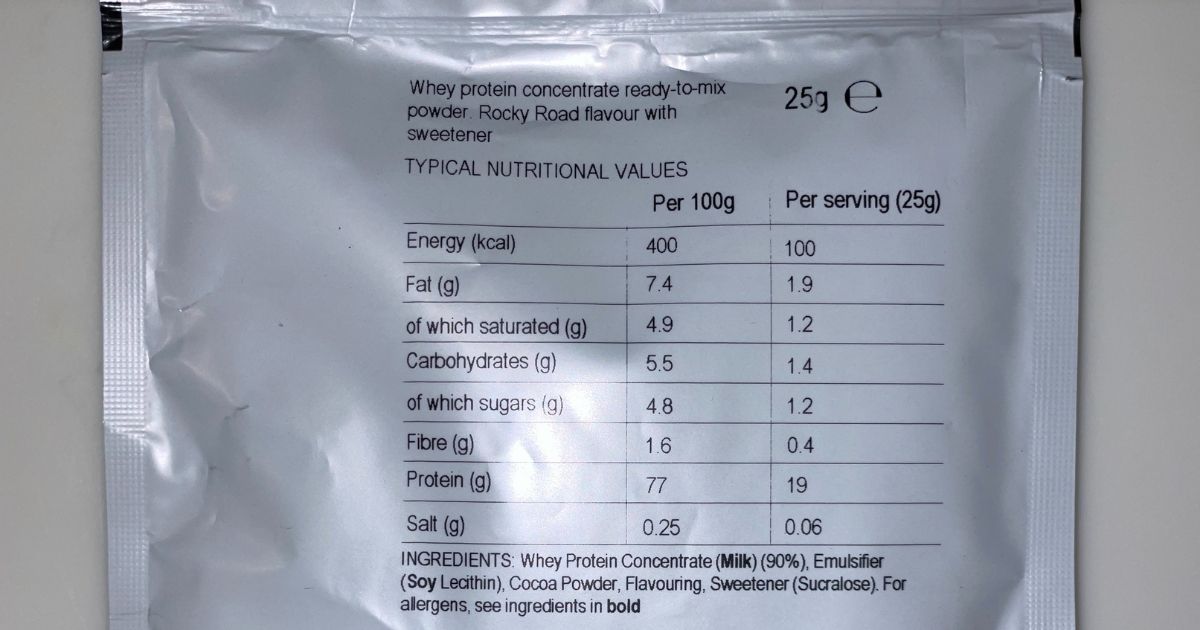 Whey protein concentrate ready-to-mix
powder. Rocky Road flavour with
sweetener
25g ℮
TYPICAL NUTRITIONAL VALUES
Per 100g Per serving (25g)
Energy (kcal) 400 100
Fat (g) 7.4 1.9
of which saturated (g) 4.9 1.2
Carbohydrates (g) 5.5 1.4
of which sugars (g) 4.8 1.2
Fibre (g) 1.6 0.4
Protein (g) 77 19
Salt (g) 0.25 0.06
INGREDIENTS: Whey Protein Concentrate (Milk) (90%), Emulsifier
(Soy Lecithin), Cocoa Powder, Flavouring, Sweetener (Sucralose). For
allergens, see ingredients in bold